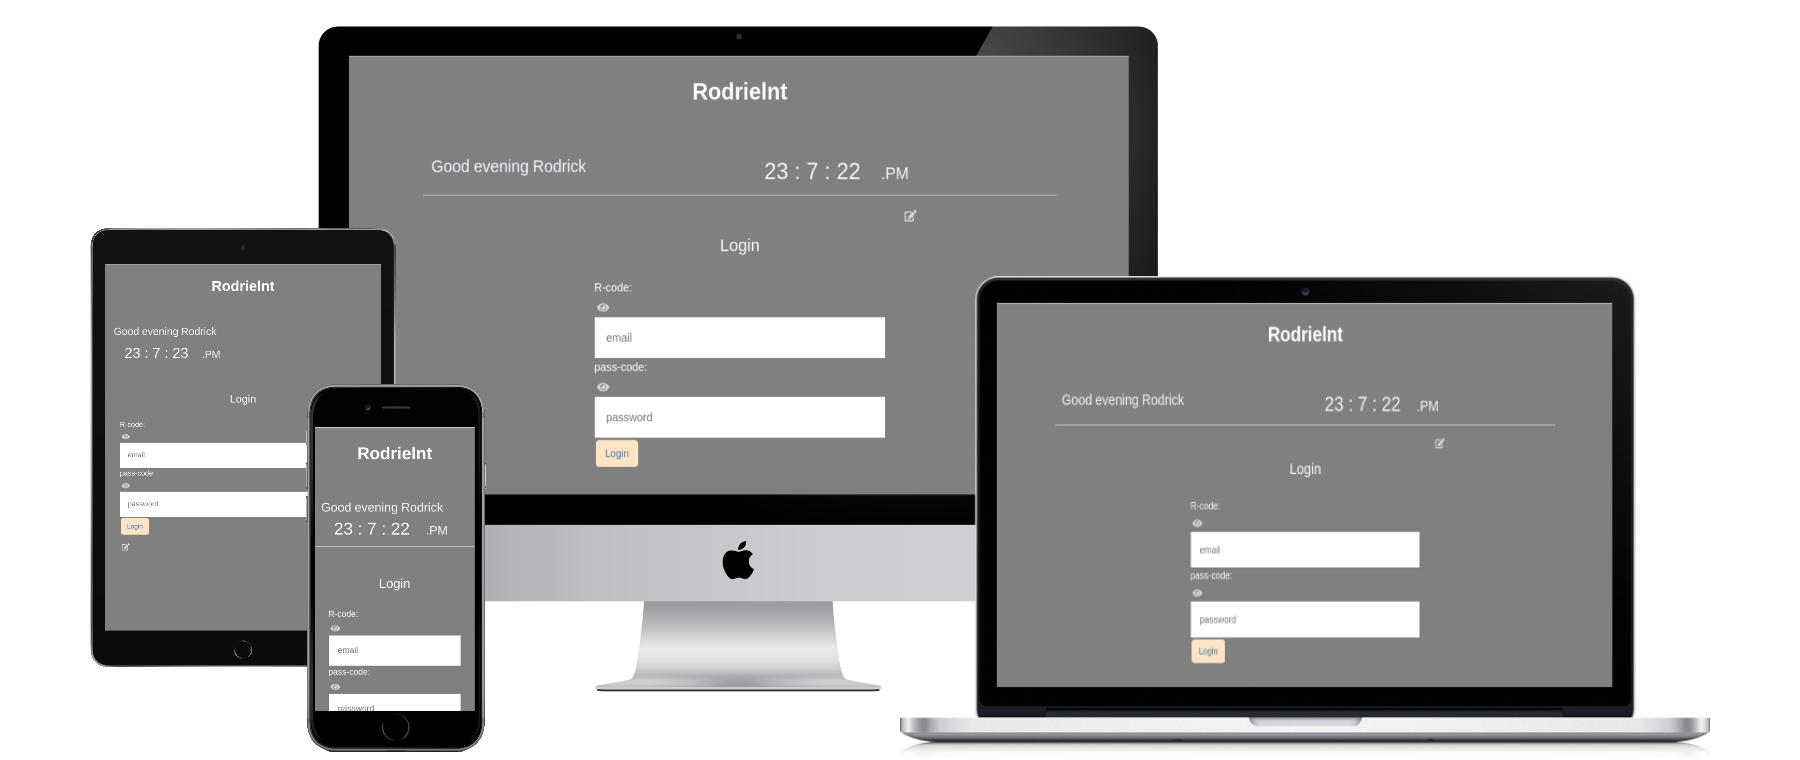 RodrieInt
Good evening Rodrick
23 : 7 : 22 .PM
Login
R-code:
email
pass-code:
password
Login
RodrieInt
Good evening Rodrick
23 : 7 : 23 .PM
Login
R-code:
email
pass-code
password
Login
RodrieInt
Good evening Rodrick
23 : 7 : 22 .PM
Login
R-code:
email
pass-code:
password
RodrieInt
Good evening Rodrick
23 : 7 : 22 .PM
Login
R-code:
email
pass-code:
password
Login